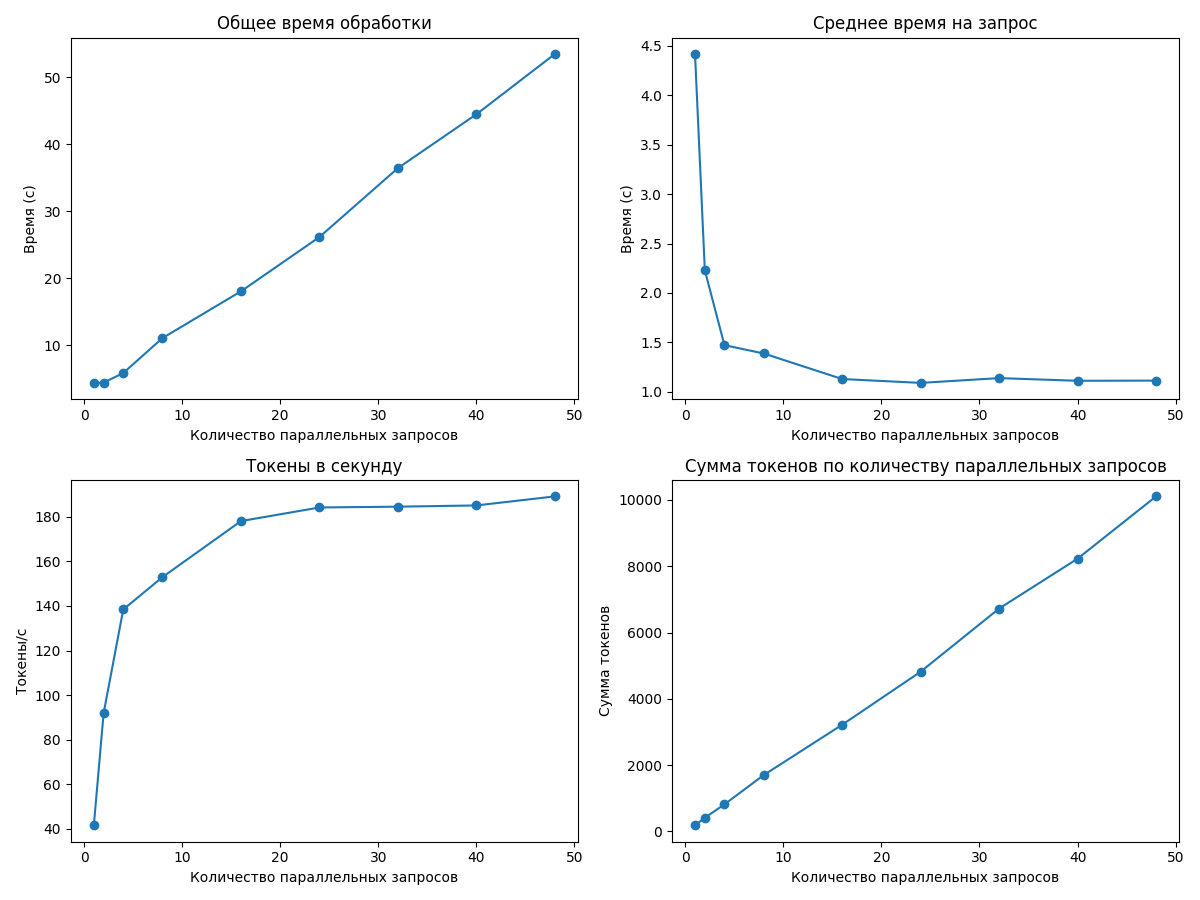 Общее время обработки
Время (с)
50
40
30
20
10
0 10 20 30 40 50
Количество параллельных запросов
Среднее время на запрос
Время (с)
4.5
4.0
3.5
3.0
2.5
2.0
1.5
1.0
0 10 20 30 40 50
Количество параллельных запросов
Токены в секунду
Токены/с
180
160
140
120
100
80
60
40
0 10 20 30 40 50
Количество параллельных запросов
Сумма токенов по количеству параллельных запросов
Сумма токенов
10000
8000
6000
4000
2000
0
0 10 20 30 40 50
Количество параллельных запросов